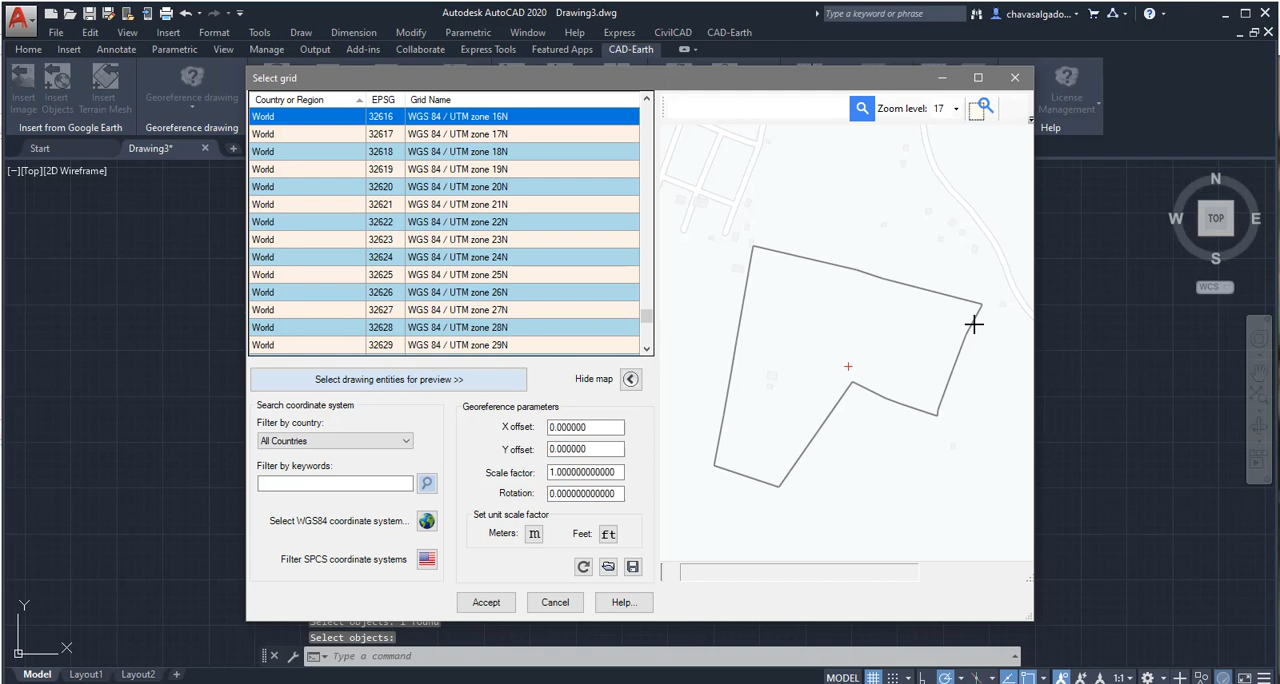 Autodesk AutoCAD 2020 Drawing3.dwg
Type a keyword or phrase
chavasalgado...
File Edit View Insert Format Tools Draw Dimension Modify Parametric Window Help Express CivilCAD CAD-Earth
Home Insert Annotate Parametric View Manage Output Add-ins Collaborate Express Tools Featured Apps CAD-Earth
Insert Image
Insert Objects
Insert Terrain Mesh
Georeference drawing
License Management
Insert from Google Earth
Georeference drawing
Help
Start
Drawing3*
[−][Top][2D Wireframe]
Select grid
Country or Region EPSG Grid Name
World 32616 WGS 84 / UTM zone 16N
World 32617 WGS 84 / UTM zone 17N
World 32618 WGS 84 / UTM zone 18N
World 32619 WGS 84 / UTM zone 19N
World 32620 WGS 84 / UTM zone 20N
World 32621 WGS 84 / UTM zone 21N
World 32622 WGS 84 / UTM zone 22N
World 32623 WGS 84 / UTM zone 23N
World 32624 WGS 84 / UTM zone 24N
World 32625 WGS 84 / UTM zone 25N
World 32626 WGS 84 / UTM zone 26N
World 32627 WGS 84 / UTM zone 27N
World 32628 WGS 84 / UTM zone 28N
World 32629 WGS 84 / UTM zone 29N
Zoom level: 17
Select drawing entities for preview >>
Hide map
Search coordinate system
Filter by country:
All Countries
Filter by keywords:
Select WGS84 coordinate system...
Filter SPCS coordinate systems
Georeference parameters
X offset: 0.000000
Y offset: 0.000000
Scale factor: 1.000000000000
Rotation: 0.000000000000
Set unit scale factor
Meters: m Feet: ft
Accept Cancel Help...
N
W TOP E
S
WCS
Y
X
Select objects: 1 found
Select objects:
Type a command
Model Layout1 Layout2
MODEL 1:1